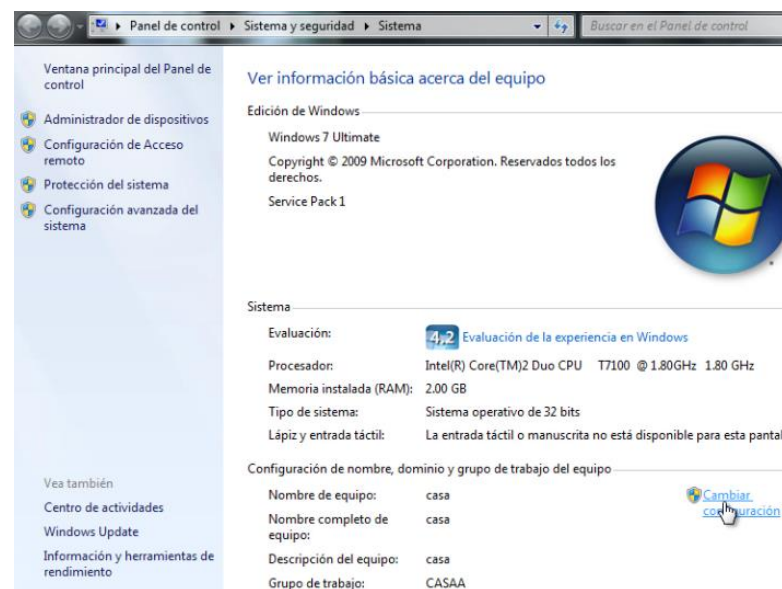 Panel de control ▸ Sistema y seguridad ▸ Sistema
Buscar en el Panel de control
Ventana principal del Panel de
control
Administrador de dispositivos
Configuración de Acceso
remoto
Protección del sistema
Configuración avanzada del
sistema
Vea también
Centro de actividades
Windows Update
Información y herramientas de
rendimiento
Ver información básica acerca del equipo
Edición de Windows
Windows 7 Ultimate
Copyright © 2009 Microsoft Corporation. Reservados todos los
derechos.
Service Pack 1
Sistema
Evaluación: 4,2 Evaluación de la experiencia en Windows
Procesador: Intel(R) Core(TM)2 Duo CPU T7100 @ 1.80GHz 1.80 GHz
Memoria instalada (RAM): 2.00 GB
Tipo de sistema: Sistema operativo de 32 bits
Lápiz y entrada táctil: La entrada táctil o manuscrita no está disponible para esta pantal
Configuración de nombre, dominio y grupo de trabajo del equipo
Nombre de equipo: casa
Cambiar
configuración
Nombre completo de
equipo: casa
Descripción del equipo: casa
Grupo de trabajo: CASAA